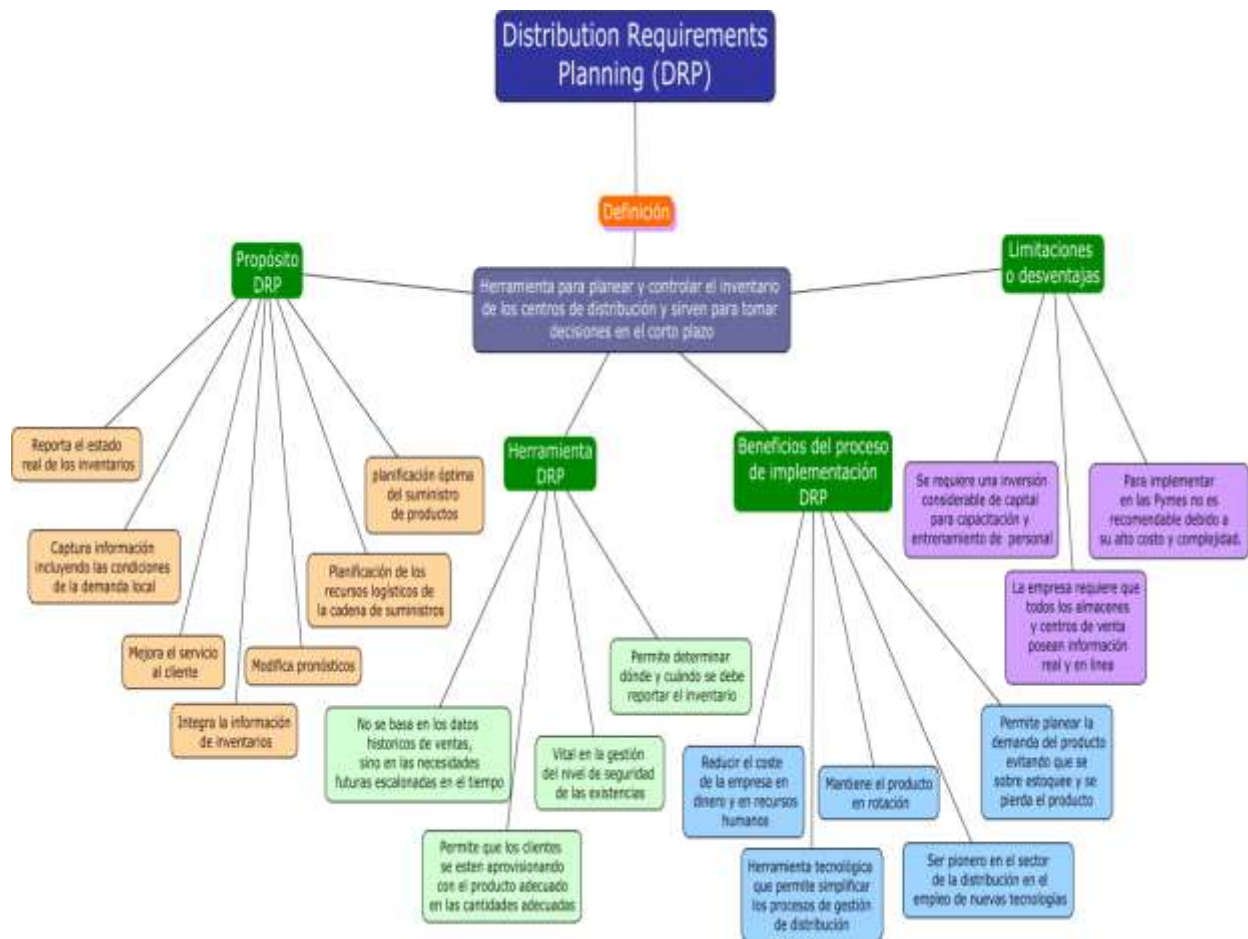 Distribution Requirements
Planning (DRP)
Definición
Herramienta para planear y controlar el inventario
de los centros de distribución y sirven para tomar
decisiones en el corto plazo
Propósito
DRP
Reporta el estado
real de los inventarios
Captura información
incluyendo las condiciones
de la demanda local
Mejora el servicio
al cliente
Integra la información
de inventarios
Modifica pronósticos
Planificación de los
recursos logísticos de
la cadena de suministros
planificación óptima
del suministro
de productos
Herramienta
DRP
No se basa en los datos
historicos de ventas,
sino en las necesidades
futuras escalonadas en el tiempo
Permite que los clientes
se esten aprovisionando
con el producto adecuado
en las cantidades adecuadas
Vital en la gestión
del nivel de seguridad
de las existencias
Permite determinar
dónde y cuándo se debe
reportar el inventario
Beneficios del proceso
de implementación
DRP
Reducir el coste
de la empresa en
dinero y en recursos
humanos
Herramienta tecnológica
que permite simplificar
los procesos de gestión
de distribución
Mantiene el producto
en rotación
Ser pionero en el sector
de la distribución en el
empleo de nuevas tecnologías
Permite planear la
demanda del producto
evitando que se
sobre estoquee y se
pierda el producto
Limitaciones
o desventajas
Se requiere una inversión
considerable de capital
para capacitación y
entrenamiento de personal
La empresa requiere que
todos los almacenes
y centros de venta
posean información
real y en linea
Para implementar
en las Pymes no es
recomendable debido a
su alto costo y complejidad.